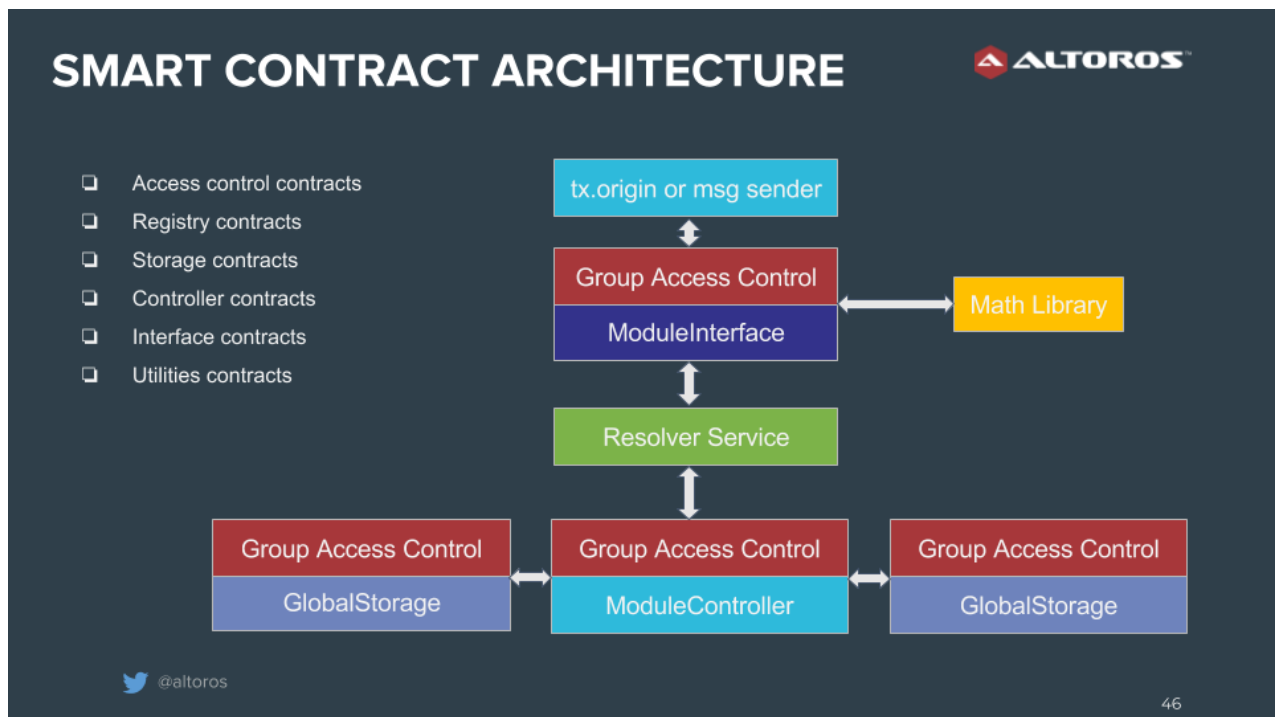 SMART CONTRACT ARCHITECTURE
ALTOROS™
Access control contracts
Registry contracts
Storage contracts
Controller contracts
Interface contracts
Utilities contracts
tx.origin or msg sender
Group Access Control
ModuleInterface
Math Library
Resolver Service
Group Access Control
GlobalStorage
Group Access Control
ModuleController
Group Access Control
GlobalStorage
@altoros
46